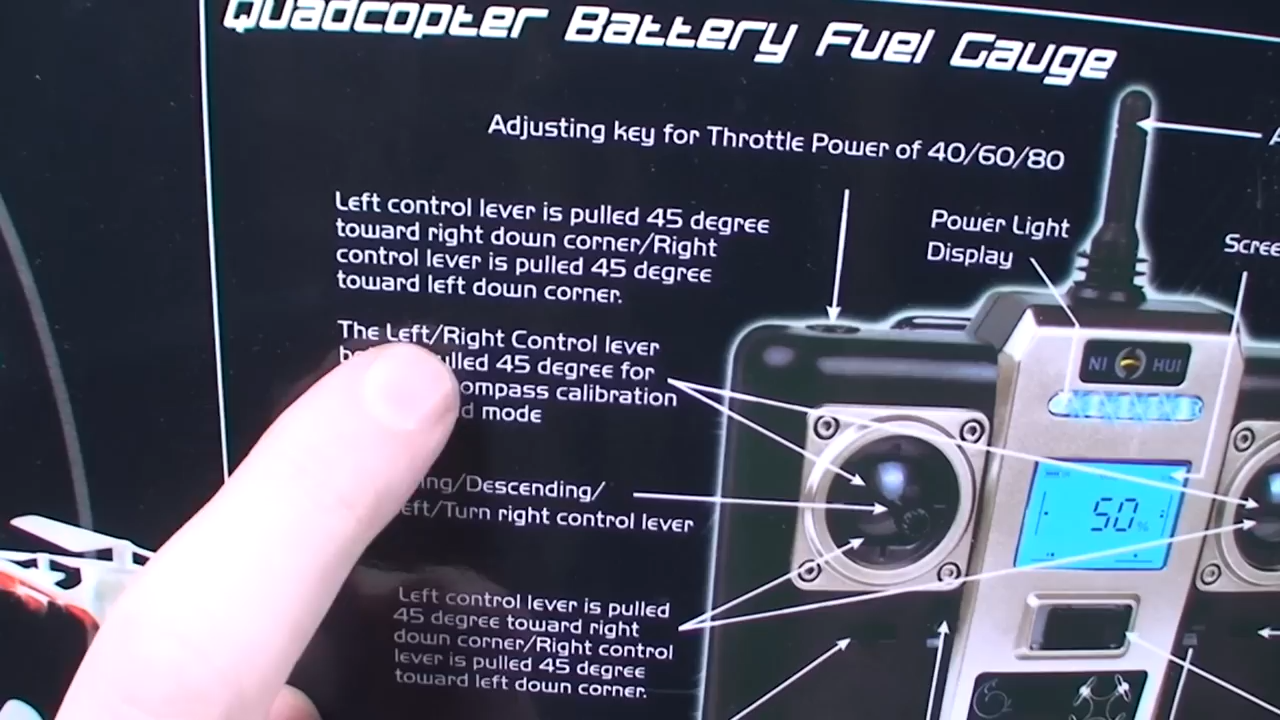 Quadcopter Battery Fuel Gauge
Adjusting key for Throttle Power of 40/60/80
Left control lever is pulled 45 degree
toward right down corner/Right
control lever is pulled 45 degree
toward left down corner.
Power Light
Display
The Left/Right Control lever
45 degree for
compass calibration
mode
NI HUI
50%
/Descending/
/Turn right control lever
Left control lever is pulled
45 degree toward right
down corner/Right control
lever is pulled 45 degree
toward left down corner.